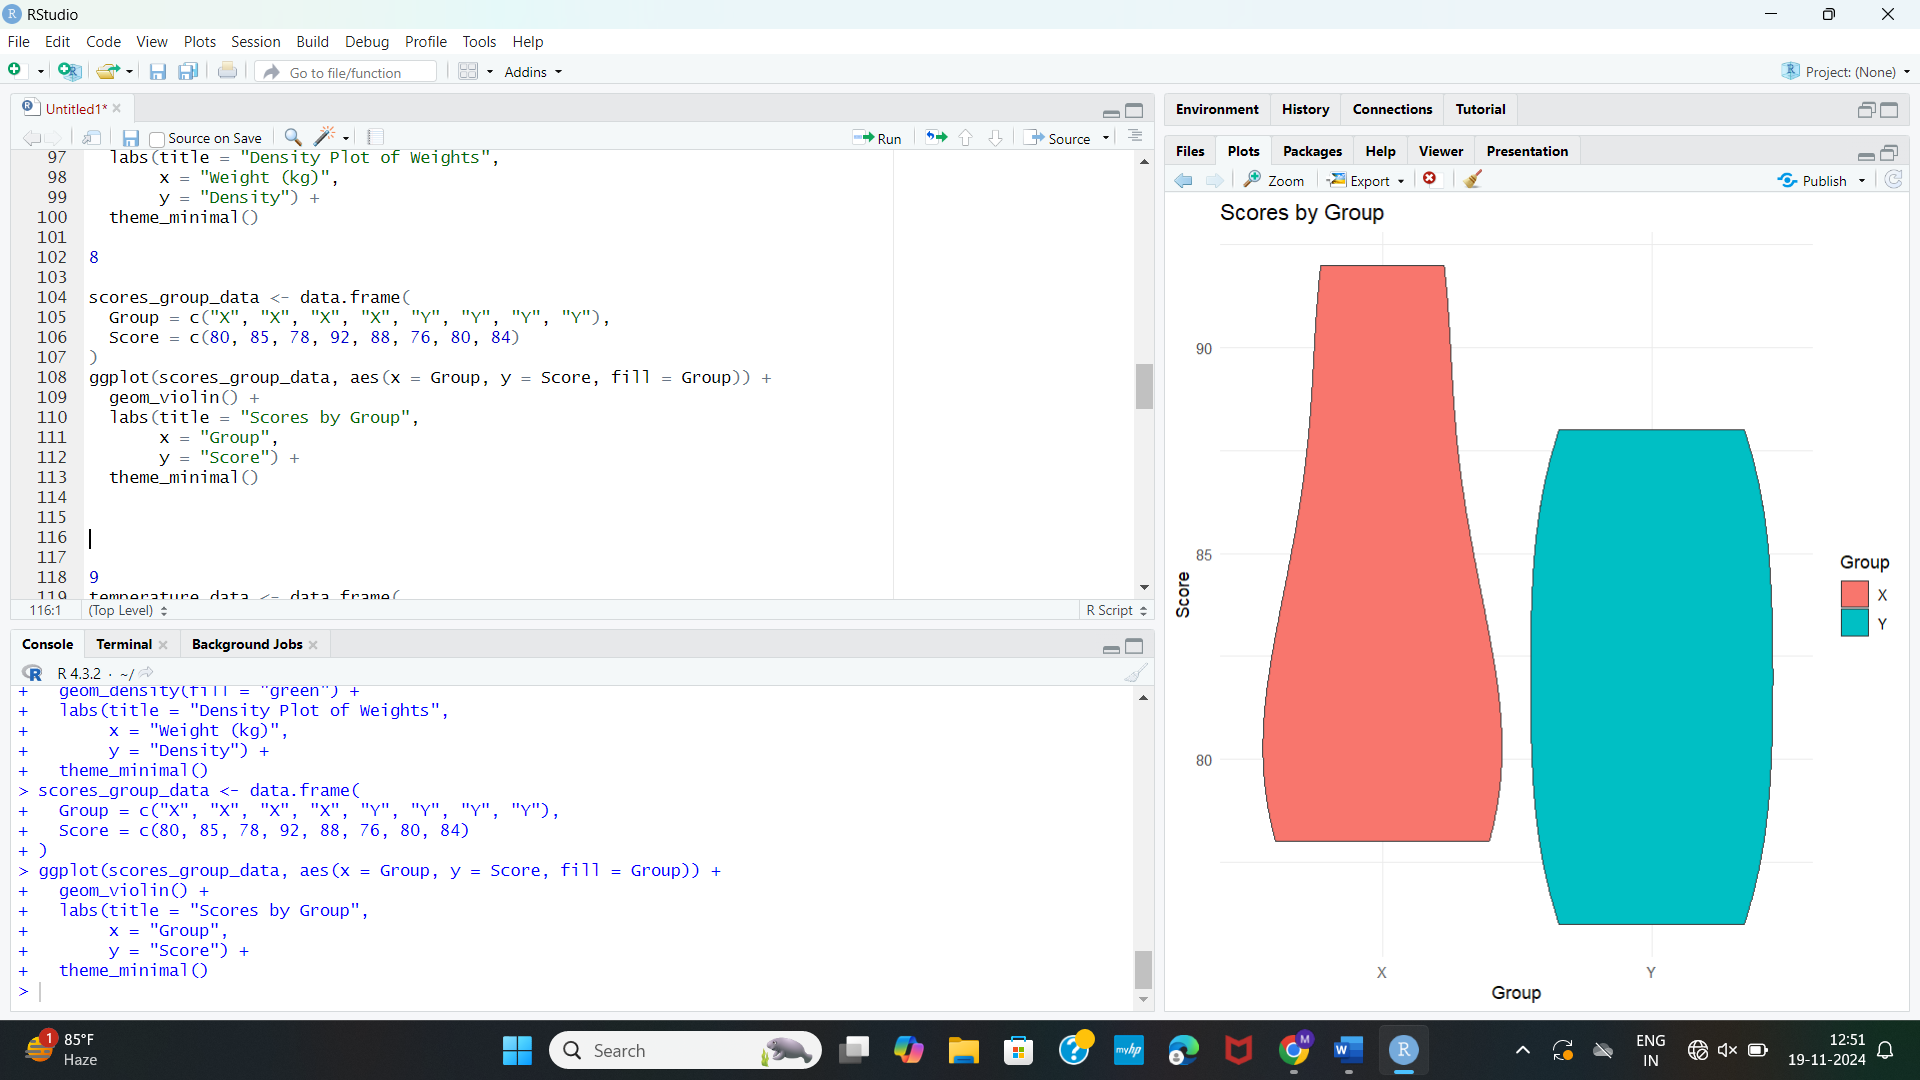 RStudio
File Edit Code View Plots Session Build Debug Profile Tools Help
Go to file/function Addins Project: (None)
Untitled1*
Source on Save Run Source
97 labs(title = "Density Plot of Weights",
98 x = "Weight (kg)",
99 y = "Density") +
100 theme_minimal()
101
102 8
103
104 scores_group_data <- data.frame(
105 Group = c("X", "X", "X", "X", "Y", "Y", "Y", "Y"),
106 Score = c(80, 85, 78, 92, 88, 76, 80, 84)
107 )
108 ggplot(scores_group_data, aes(x = Group, y = Score, fill = Group)) +
109 geom_violin() +
110 labs(title = "Scores by Group",
111 x = "Group",
112 y = "Score") +
113 theme_minimal()
114
115
116
117
118 9
119 temperature_data <- data.frame(
116:1 (Top Level) R Script
Console Terminal Background Jobs
R 4.3.2 · ~/
+ geom_density(fill = "green") +
+ labs(title = "Density Plot of Weights",
+ x = "Weight (kg)",
+ y = "Density") +
+ theme_minimal()
> scores_group_data <- data.frame(
+ Group = c("X", "X", "X", "X", "Y", "Y", "Y", "Y"),
+ Score = c(80, 85, 78, 92, 88, 76, 80, 84)
+ )
> ggplot(scores_group_data, aes(x = Group, y = Score, fill = Group)) +
+ geom_violin() +
+ labs(title = "Scores by Group",
+ x = "Group",
+ y = "Score") +
+ theme_minimal()
>
Environment History Connections Tutorial
Files Plots Packages Help Viewer Presentation
Zoom Export Publish
Scores by Group
90
85
80
Score
X Y
Group
Group
X
Y
1 85°F
Haze
Search
myhp
M
W
R
ENG
IN
12:51
19-11-2024